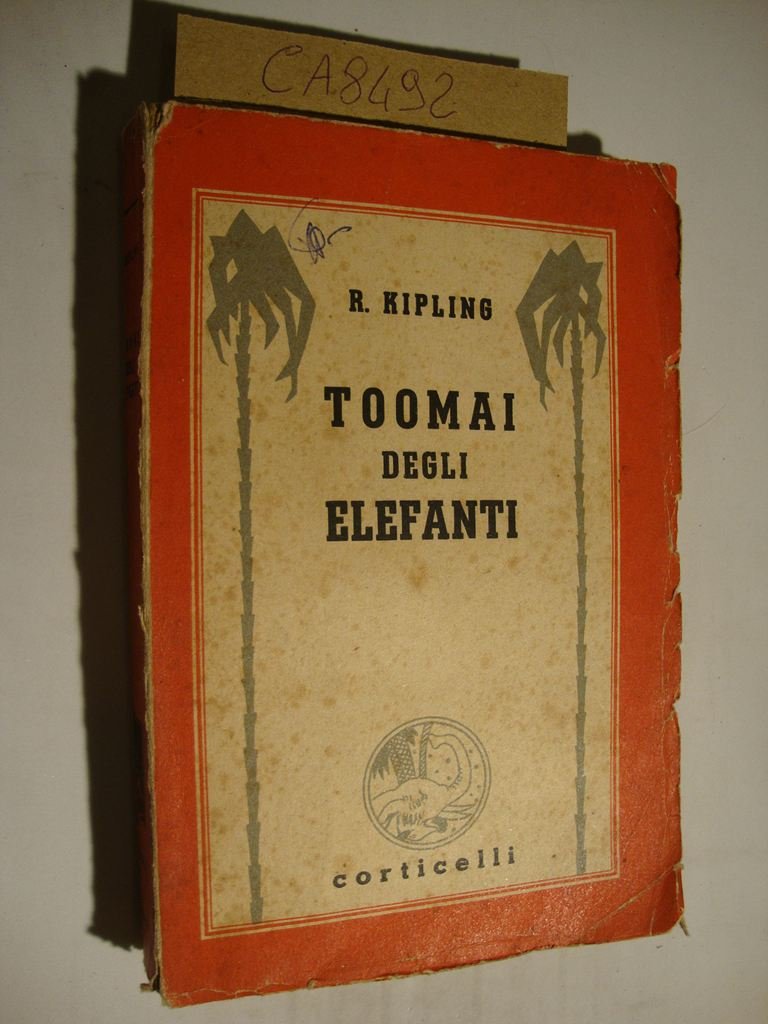 CA8492
R. KIPLING
TOOMAI
DEGLI
ELEFANTI
corticelli